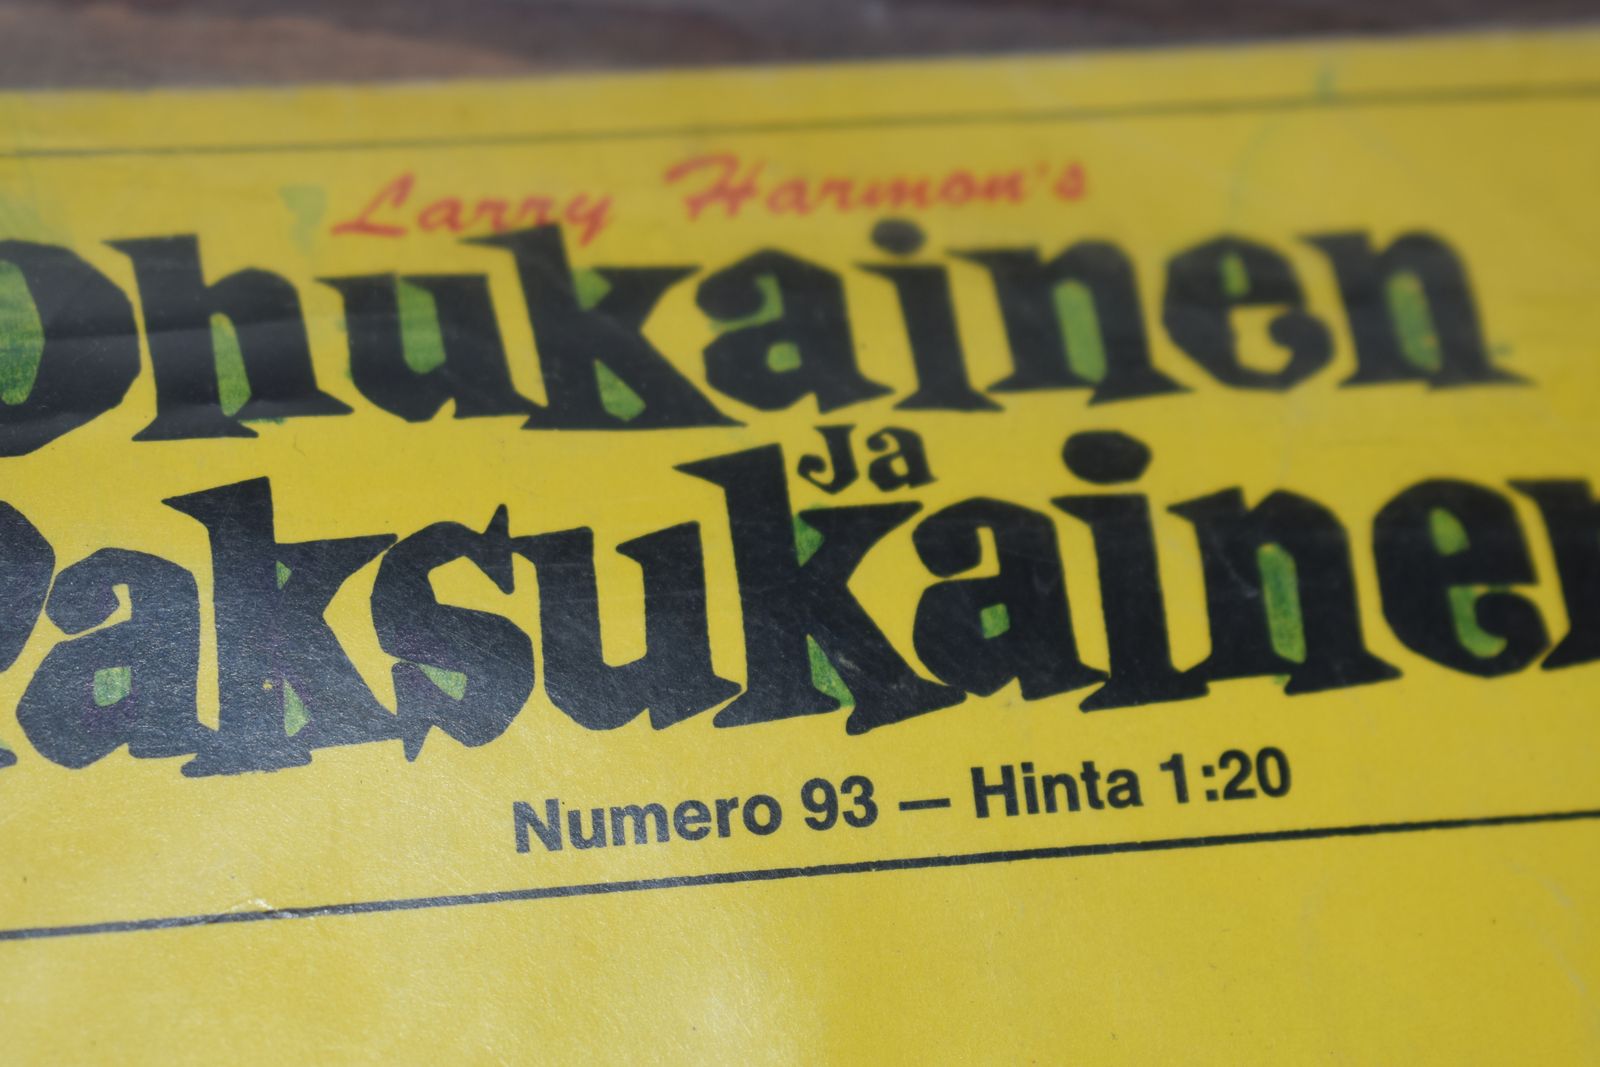 Larry Harmon's
Ohukainen
Ja
Paksukainen
Numero 93 — Hinta 1:20